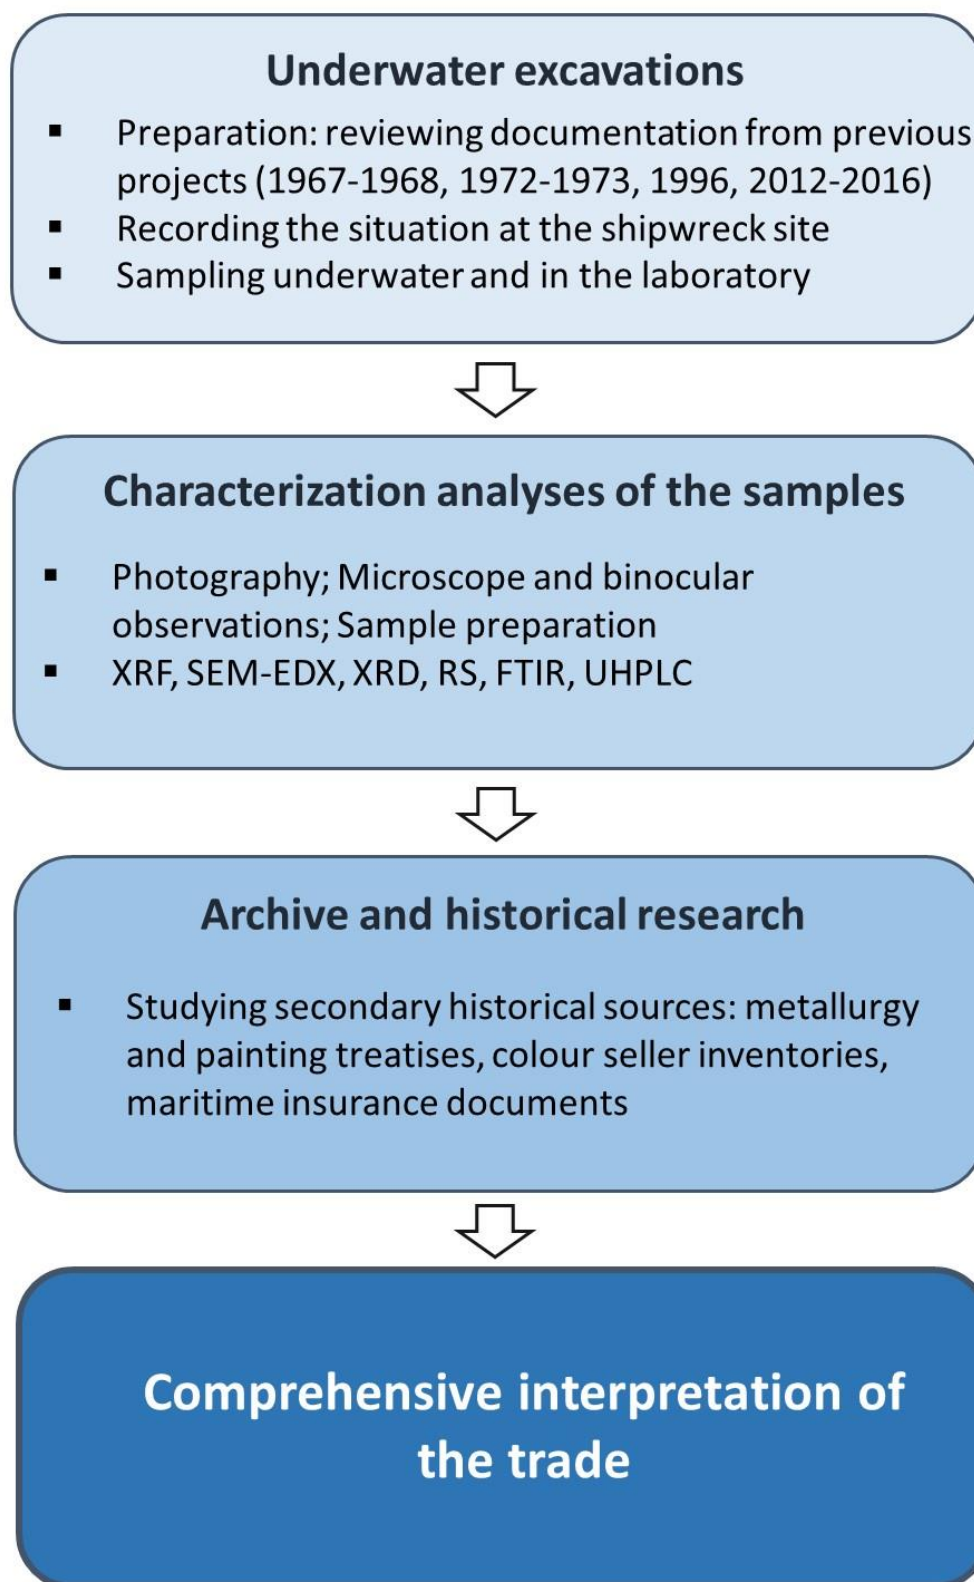 Underwater excavations
▪ Preparation: reviewing documentation from previous
projects (1967-1968, 1972-1973, 1996, 2012-2016)
▪ Recording the situation at the shipwreck site
▪ Sampling underwater and in the laboratory
Characterization analyses of the samples
▪ Photography; Microscope and binocular
observations; Sample preparation
▪ XRF, SEM-EDX, XRD, RS, FTIR, UHPLC
Archive and historical research
▪ Studying secondary historical sources: metallurgy
and painting treatises, colour seller inventories,
maritime insurance documents
Comprehensive interpretation of
the trade